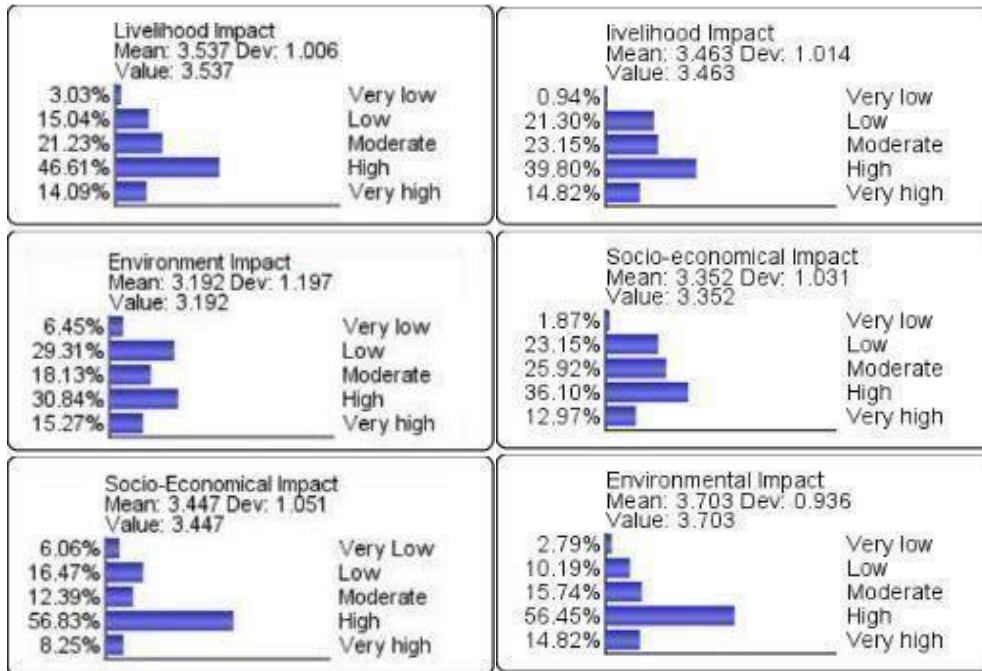 Livelihood Impact
Mean: 3.537 Dev: 1.006
Value: 3.537
3.03% Very low
15.04% Low
21.23% Moderate
46.61% High
14.09% Very high
livelihood Impact
Mean: 3.463 Dev: 1.014
Value: 3.463
0.94% Very low
21.30% Low
23.15% Moderate
39.80% High
14.82% Very high
Environment Impact
Mean: 3.192 Dev: 1.197
Value: 3.192
6.45% Very low
29.31% Low
18.13% Moderate
30.84% High
15.27% Very high
Socio-economical Impact
Mean: 3.352 Dev: 1.031
Value: 3.352
1.87% Very low
23.15% Low
25.92% Moderate
36.10% High
12.97% Very high
Socio-Economical Impact
Mean: 3.447 Dev: 1.051
Value: 3.447
6.06% Very Low
16.47% Low
12.39% Moderate
56.83% High
8.25% Very high
Environmental Impact
Mean: 3.703 Dev: 0.936
Value: 3.703
2.79% Very low
10.19% Low
15.74% Moderate
56.45% High
14.82% Very high